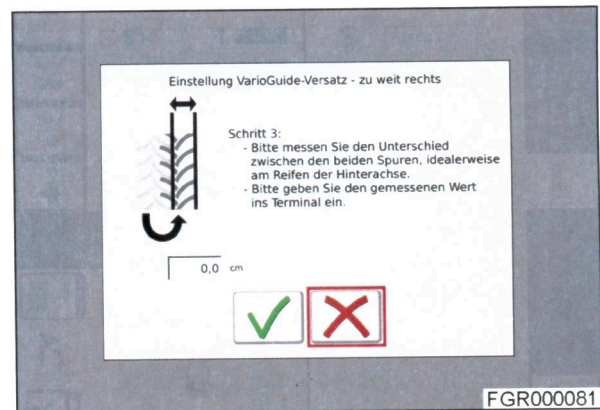 Einstellung VarioGuide-Versatz - zu weit rechts
Schritt 3:
- Bitte messen Sie den Unterschied
zwischen den beiden Spuren, idealerweise
am Reifen der Hinterachse.
- Bitte geben Sie den gemessenen Wert
ins Terminal ein.
0,0 cm
FGR000081